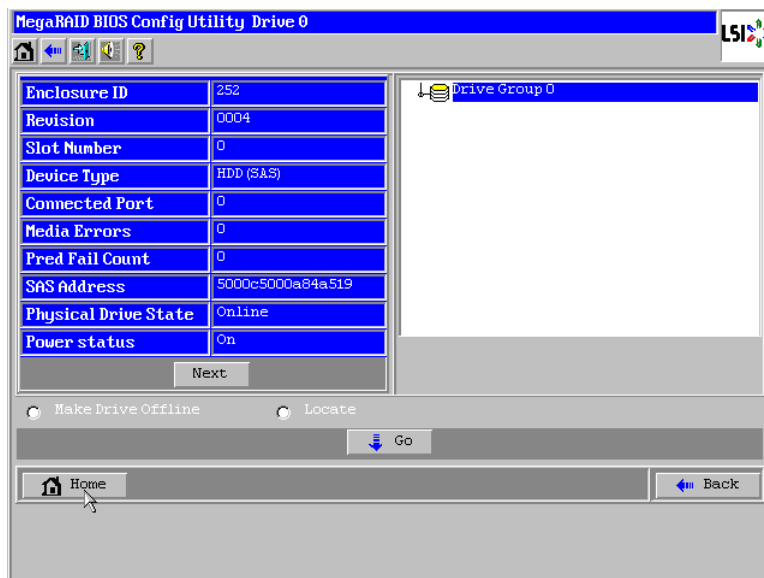 MegaRAID BIOS Config Utility Drive 0
LSI
Enclosure ID 252
Revision 0004
Slot Number 0
Device Type HDD (SAS)
Connected Port 0
Media Errors 0
Pred Fail Count 0
SAS Address 5000c5000a84a519
Physical Drive State Online
Power status On
Next
Drive Group 0
Make Drive Offline Locate
Go
Home Back